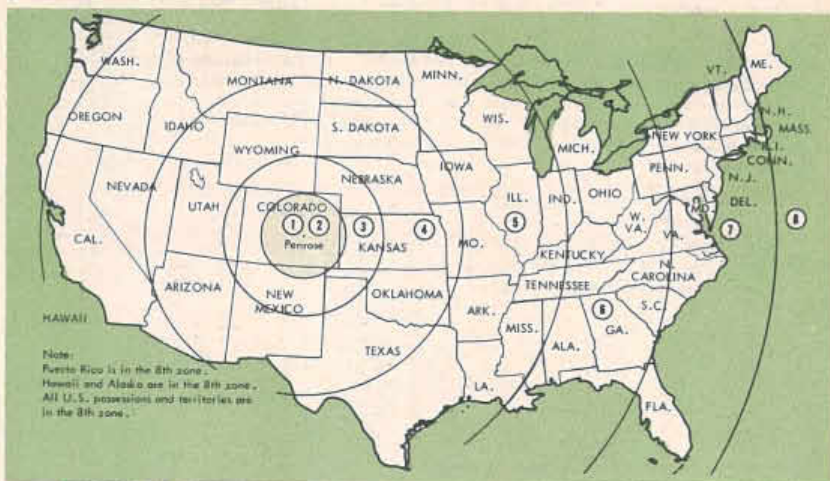 WASH.
MONTANA
N. DAKOTA
MINN.
VT.
ME.
OREGON
IDAHO
S. DAKOTA
WIS.
MICH.
NEW YORK
N.H.
MASS.
R.I.
CONN.
WYOMING
NEBRASKA
IOWA
PENN.
N.J.
NEVADA
UTAH
COLORADO
ILL.
IND.
OHIO
MD.
DEL.
1
2
3
4
5
7
8
Penrose
KANSAS
MO.
W.
VA.
VA.
CAL.
KENTUCKY
N.
CAROLINA
ARIZONA
NEW
MEXICO
OKLAHOMA
ARK.
TENNESSEE
S.C.
6
HAWAII
TEXAS
MISS.
ALA.
GA.
LA.
FLA.
Note:
Puerto Rico is in the 8th zone.
Hawaii and Alaska are in the 8th zone.
All U.S. possessions and territories are
in the 8th zone.